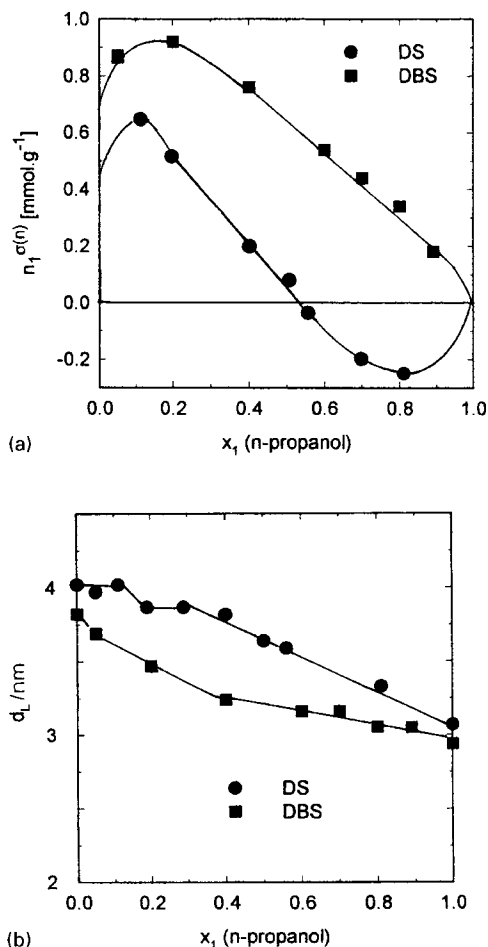 1.0
0.8
0.6
0.4
0.2
0.0
-0.2
n₁^σ(n) [mmol.g⁻¹]
DS
DBS
0.0 0.2 0.4 0.6 0.8 1.0
(a)
x₁ (n-propanol)
4
3
2
d_L /nm
DS
DBS
0.0 0.2 0.4 0.6 0.8 1.0
(b)
x₁ (n-propanol)